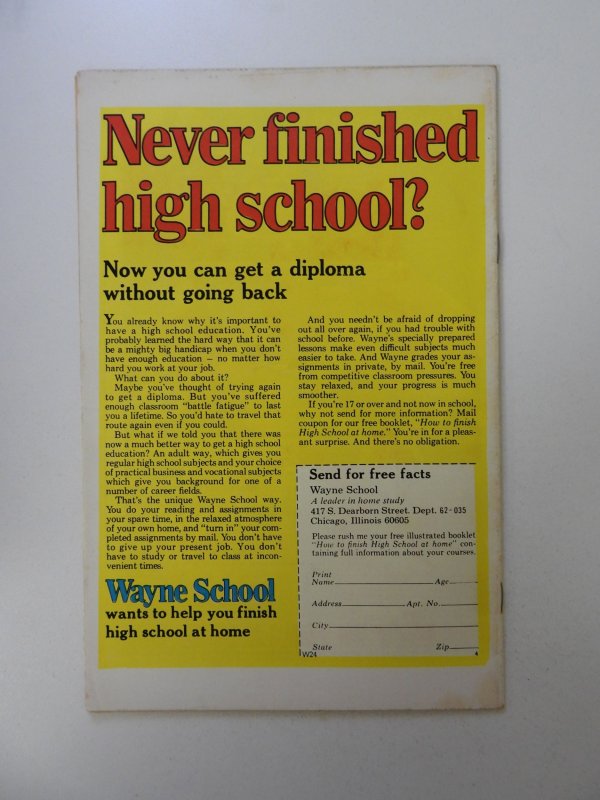 Never finished
high school?
Now you can get a diploma
without going back
You already know why it's important to
have a high school education. You've
probably learned the hard way that it can
be a mighty big handicap when you don't
have enough education — no matter how
hard you work at your job.
What can you do about it?
Maybe you've thought of trying again
to get a diploma. But you've suffered
enough classroom "battle fatigue" to last
you a lifetime. So you'd hate to travel that
route again even if you could.
But what if we told you that there was
now a much better way to get a high school
education? An adult way, which gives you
regular high school subjects and your choice
of practical business and vocational subjects
which give you background for one of a
number of career fields.
That's the unique Wayne School way.
You do your reading and assignments in
your spare time, in the relaxed atmosphere
of your own home, and "turn in" your com-
pleted assignments by mail. You don't have
to give up your present job. You don't
have to study or travel to class at incon-
venient times.
Wayne School
wants to help you finish
high school at home
And you needn't be afraid of dropping
out all over again, if you had trouble with
school before. Wayne's specially prepared
lessons make even difficult subjects much
easier to take. And Wayne grades your as-
signments in private, by mail. You're free
from competitive classroom pressures. You
stay relaxed, and your progress is much
smoother.
If you're 17 or over and not now in school,
why not send for more information? Mail
coupon for our free booklet, "How to finish
High School at home." You're in for a pleas-
ant surprise. And there's no obligation.
Send for free facts
Wayne School
A leader in home study
417 S. Dearborn Street. Dept. 62-035
Chicago, Illinois 60605
Please rush me your free illustrated booklet
"How to finish High School at home" con-
taining full information about your courses.
Print
Name Age
Address Apt. No.
City
State Zip
W24 4